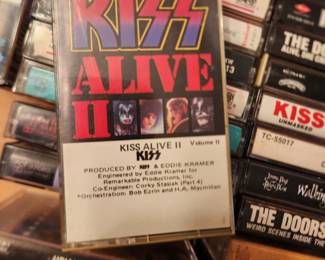 KISS
ALIVE
II
KISS ALIVE II Volume II
KISS
PRODUCED BY KISS & EDDIE KRAMER
Engineered by Eddie Kramer for
Remarkable Productions, Inc.
Co-Engineer: Corky Stasiak (Part 4)
*Orchestration: Bob Ezrin and H.A. Macmillan
THE DOO
KISS
UNMASKED
TC-55017
THE DOORS
WEIRD SCENES INSIDE THE